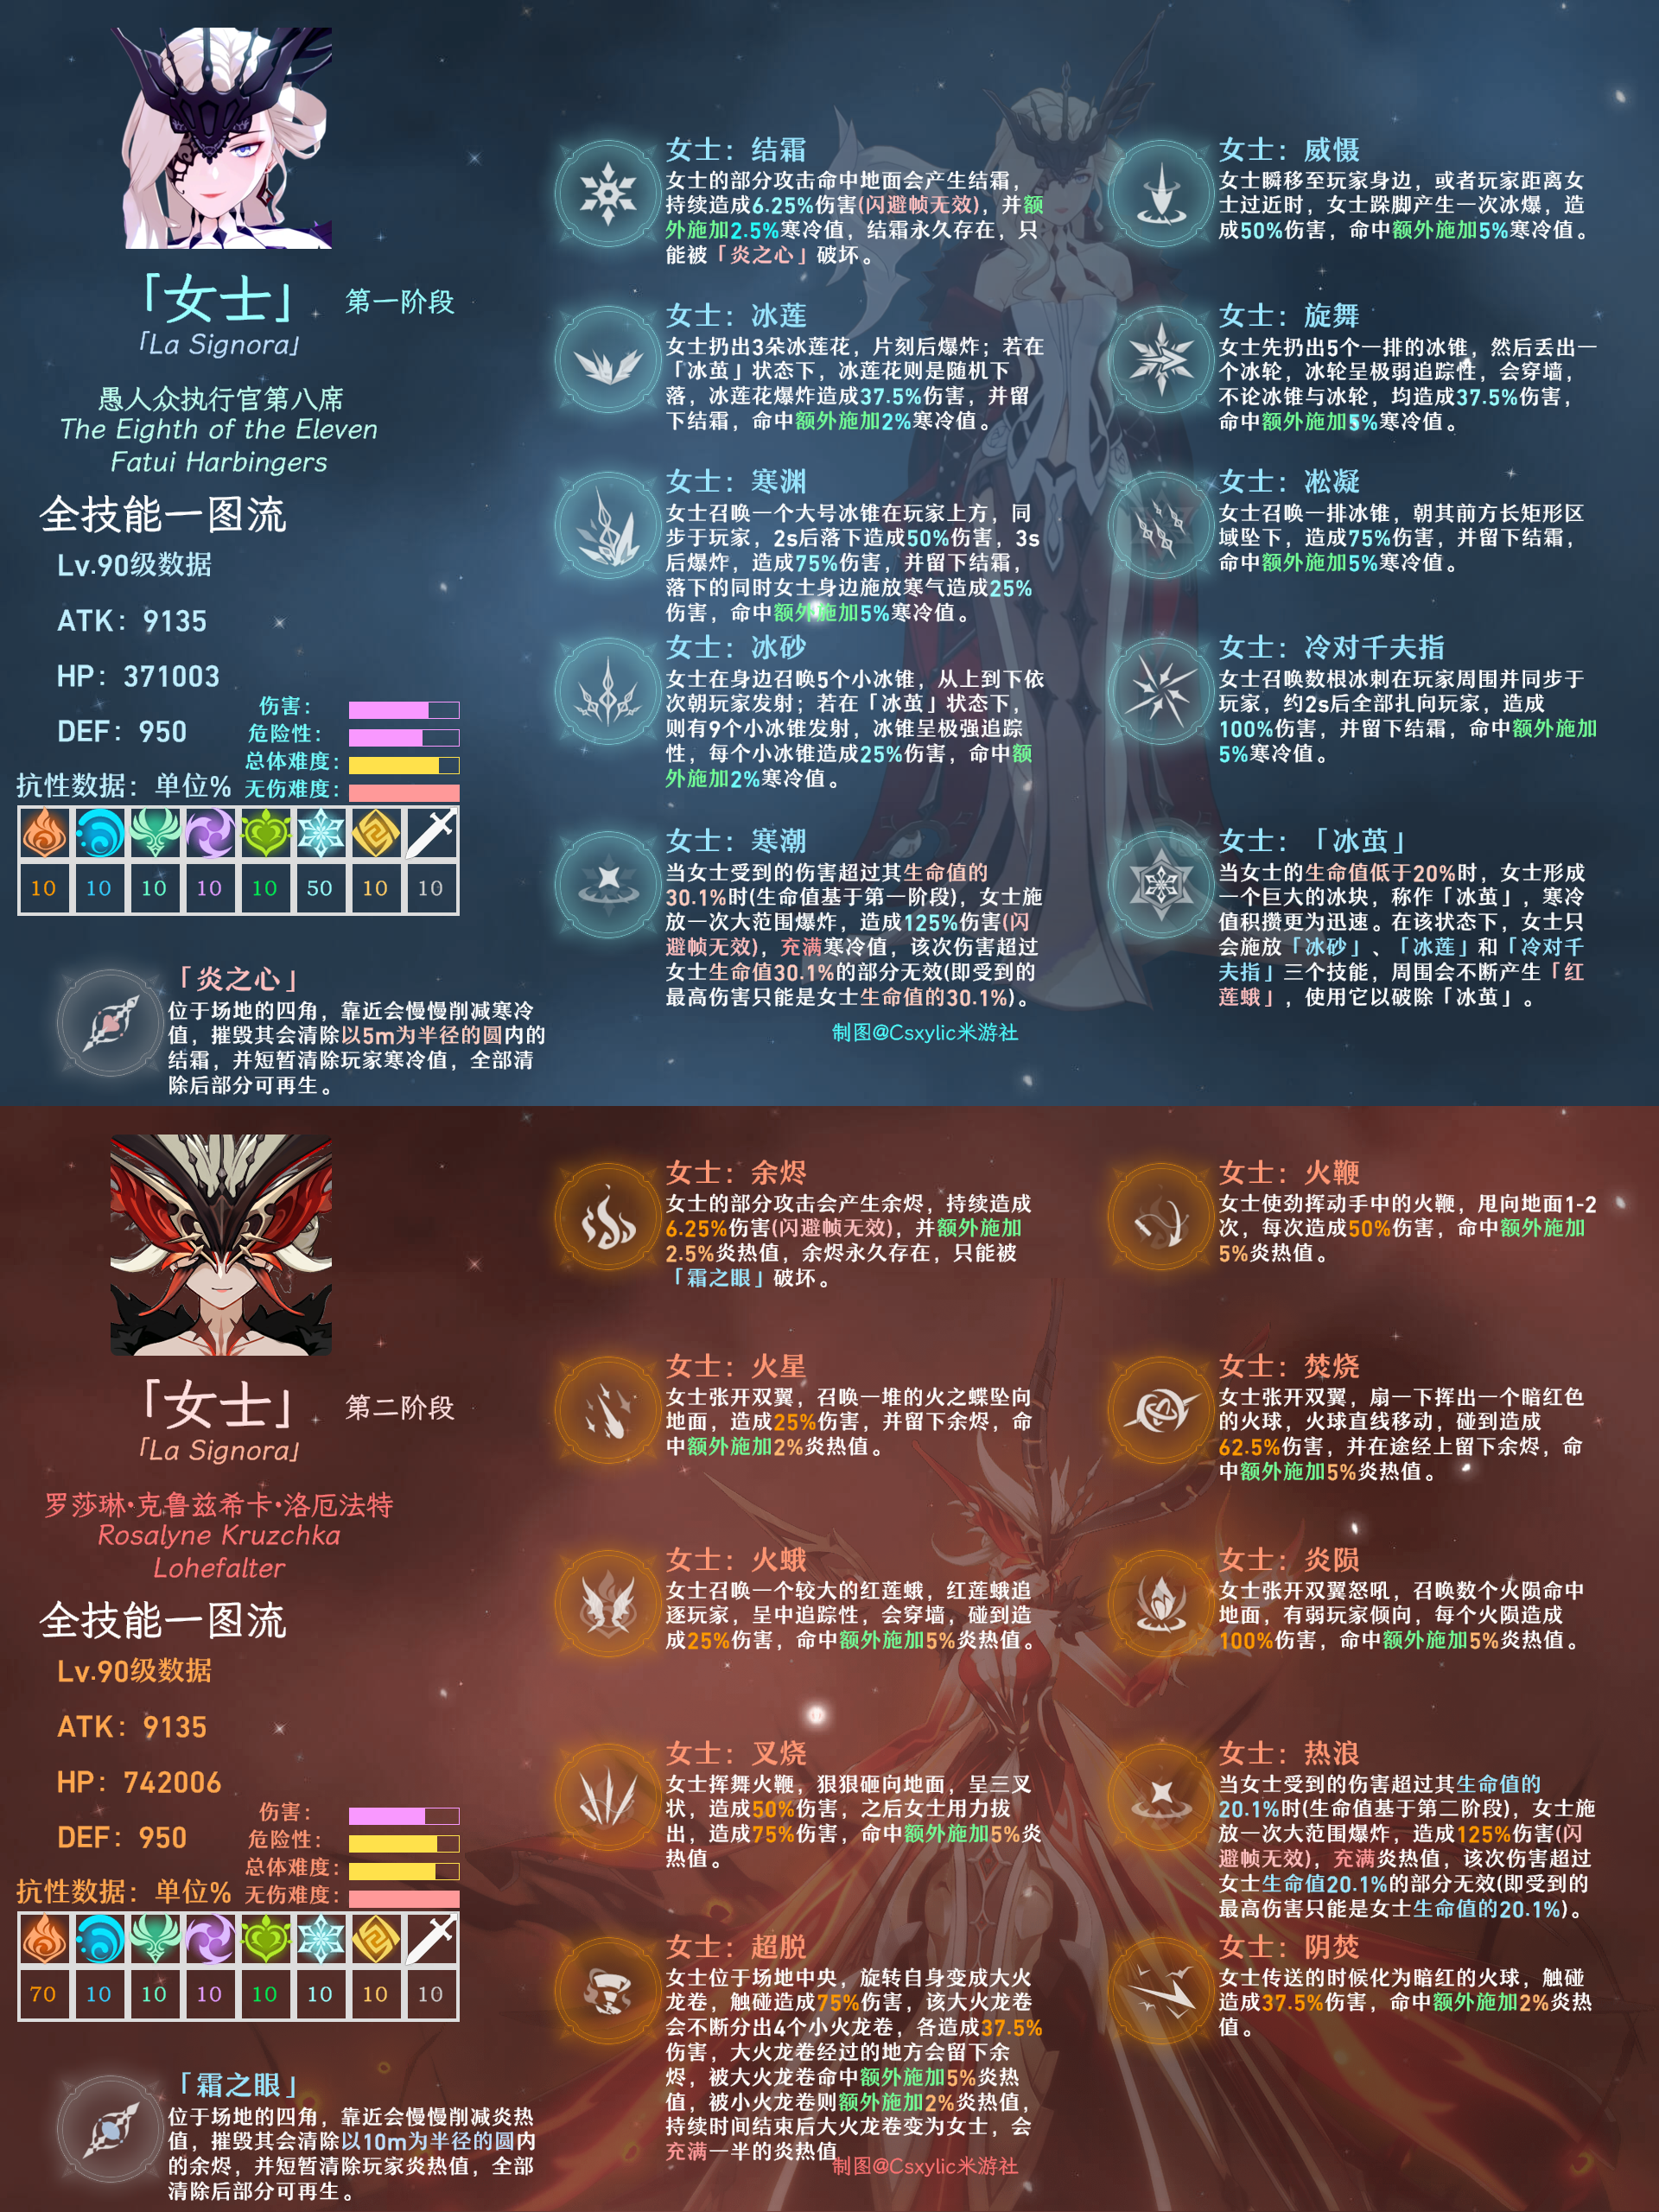 「女士」 第一阶段
「La Signora」
愚人众执行官第八席
The Eighth of the Eleven
Fatui Harbingers
全技能一图流
Lv.90级数据
ATK: 9135
HP: 371003
DEF: 950
伤害:
危险性:
总体难度:
无伤难度:
抗性数据: 单位%
10 10 10 10 10 50 10 10
「炎之心」
位于场地的四角，靠近会慢慢削减寒冷
值，摧毁其会清除以5m为半径的圆内的
结霜，并短暂清除玩家寒冷值，全部清
除后部分可再生。
女士: 结霜
女士的部分攻击命中地面会产生结霜，
持续造成6.25%伤害(闪避帧无效)，并额
外施加2.5%寒冷值，结霜永久存在，只
能被「炎之心」破坏。
女士: 威慑
女士瞬移至玩家身边，或者玩家距离女
士过近时，女士跺脚产生一次冰爆，造
成50%伤害，命中额外施加5%寒冷值。
女士: 冰莲
女士扔出3朵冰莲花，片刻后爆炸；若在
「冰茧」状态下，冰莲花则是随机下
落，冰莲花爆炸造成37.5%伤害，并留
下结霜，命中额外施加2%寒冷值。
女士: 旋舞
女士先扔出5个一排的冰锥，然后丢出一
个冰轮，冰轮呈极弱追踪性，会穿墙，
不论冰锥与冰轮，均造成37.5%伤害，
命中额外施加5%寒冷值。
女士: 寒渊
女士召唤一个大号冰锥在玩家上方，同
步于玩家，2s后落下造成50%伤害，3s
后爆炸，造成75%伤害，并留下结霜，
落下的同时女士身边施放寒气造成25%
伤害，命中额外施加5%寒冷值。
女士: 凇凝
女士召唤一排冰锥，朝其前方长矩形区
域坠下，造成75%伤害，并留下结霜，
命中额外施加5%寒冷值。
女士: 冰砂
女士在身边召唤5个小冰锥，从上到下依
次朝玩家发射；若在「冰茧」状态下，
则有9个小冰锥发射，冰锥呈极强追踪
性，每个小冰锥造成25%伤害，命中额
外施加2%寒冷值。
女士: 冷对千夫指
女士召唤数根冰刺在玩家周围并同步于
玩家，约2s后全部扎向玩家，造成
100%伤害，并留下结霜，命中额外施加
5%寒冷值。
女士: 寒潮
当女士受到的伤害超过其生命值的
30.1%时(生命值基于第一阶段)，女士施
放一次大范围爆炸，造成125%伤害(闪
避帧无效)，充满寒冷值，该次伤害超过
女士生命值30.1%的部分无效(即受到的
最高伤害只能是女士生命值的30.1%)。
女士: 「冰茧」
当女士的生命值低于20%时，女士形成
一个巨大的冰块，称作「冰茧」，寒冷
值积攒更为迅速。在该状态下，女士只
会施放「冰砂」、「冰莲」和「冷对千
夫指」三个技能，周围会不断产生「红
莲蛾」，使用它以破除「冰茧」。
制图@Csxylic米游社
「女士」 第二阶段
「La Signora」
罗莎琳•克鲁兹希卡•洛厄法特
Rosalyne Kruzchka
Lohefalter
全技能一图流
Lv.90级数据
ATK: 9135
HP: 742006
DEF: 950
伤害:
危险性:
总体难度:
无伤难度:
抗性数据: 单位%
70 10 10 10 10 10 10 10
「霜之眼」
位于场地的四角，靠近会慢慢削减炎热
值，摧毁其会清除以10m为半径的圆内
的余烬，并短暂清除玩家炎热值，全部
清除后部分可再生。
女士: 余烬
女士的部分攻击会产生余烬，持续造成
6.25%伤害(闪避帧无效)，并额外施加
2.5%炎热值，余烬永久存在，只能被
「霜之眼」破坏。
女士: 火鞭
女士使劲挥动手中的火鞭，甩向地面1-2
次，每次造成50%伤害，命中额外施加
5%炎热值。
女士: 火星
女士张开双翼，召唤一堆的火之蝶坠向
地面，造成25%伤害，并留下余烬，命
中额外施加2%炎热值。
女士: 焚烧
女士张开双翼，扇一下挥出一个暗红色
的火球，火球直线移动，碰到造成
62.5%伤害，并在途经上留下余烬，命
中额外施加5%炎热值。
女士: 火蛾
女士召唤一个较大的红莲蛾，红莲蛾追
逐玩家，呈中追踪性，会穿墙，碰到造
成25%伤害，命中额外施加5%炎热值。
女士: 炎陨
女士张开双翼怒吼，召唤数个火陨命中
地面，有弱玩家倾向，每个火陨造成
100%伤害，命中额外施加5%炎热值。
女士: 叉烧
女士挥舞火鞭，狠狠砸向地面，呈三叉
状，造成50%伤害，之后女士用力拔
出，造成75%伤害，命中额外施加5%炎
热值。
女士: 热浪
当女士受到的伤害超过其生命值的
20.1%时(生命值基于第二阶段)，女士施
放一次大范围爆炸，造成125%伤害(闪
避帧无效)，充满炎热值，该次伤害超过
女士生命值20.1%的部分无效(即受到的
最高伤害只能是女士生命值的20.1%)。
女士: 超脱
女士位于场地中央，旋转自身变成大火
龙卷，触碰造成75%伤害，该大火龙卷
会不断分出4个小火龙卷，各造成37.5%
伤害，大火龙卷经过的地方会留下余
烬，被大火龙卷命中额外施加5%炎热
值，被小火龙卷则额外施加2%炎热值，
持续时间结束后大火龙卷变为女士，会
充满一半的炎热值
女士: 阴焚
女士传送的时候化为暗红的火球，触碰
造成37.5%伤害，命中额外施加2%炎热
值。
制图@Csxylic米游社